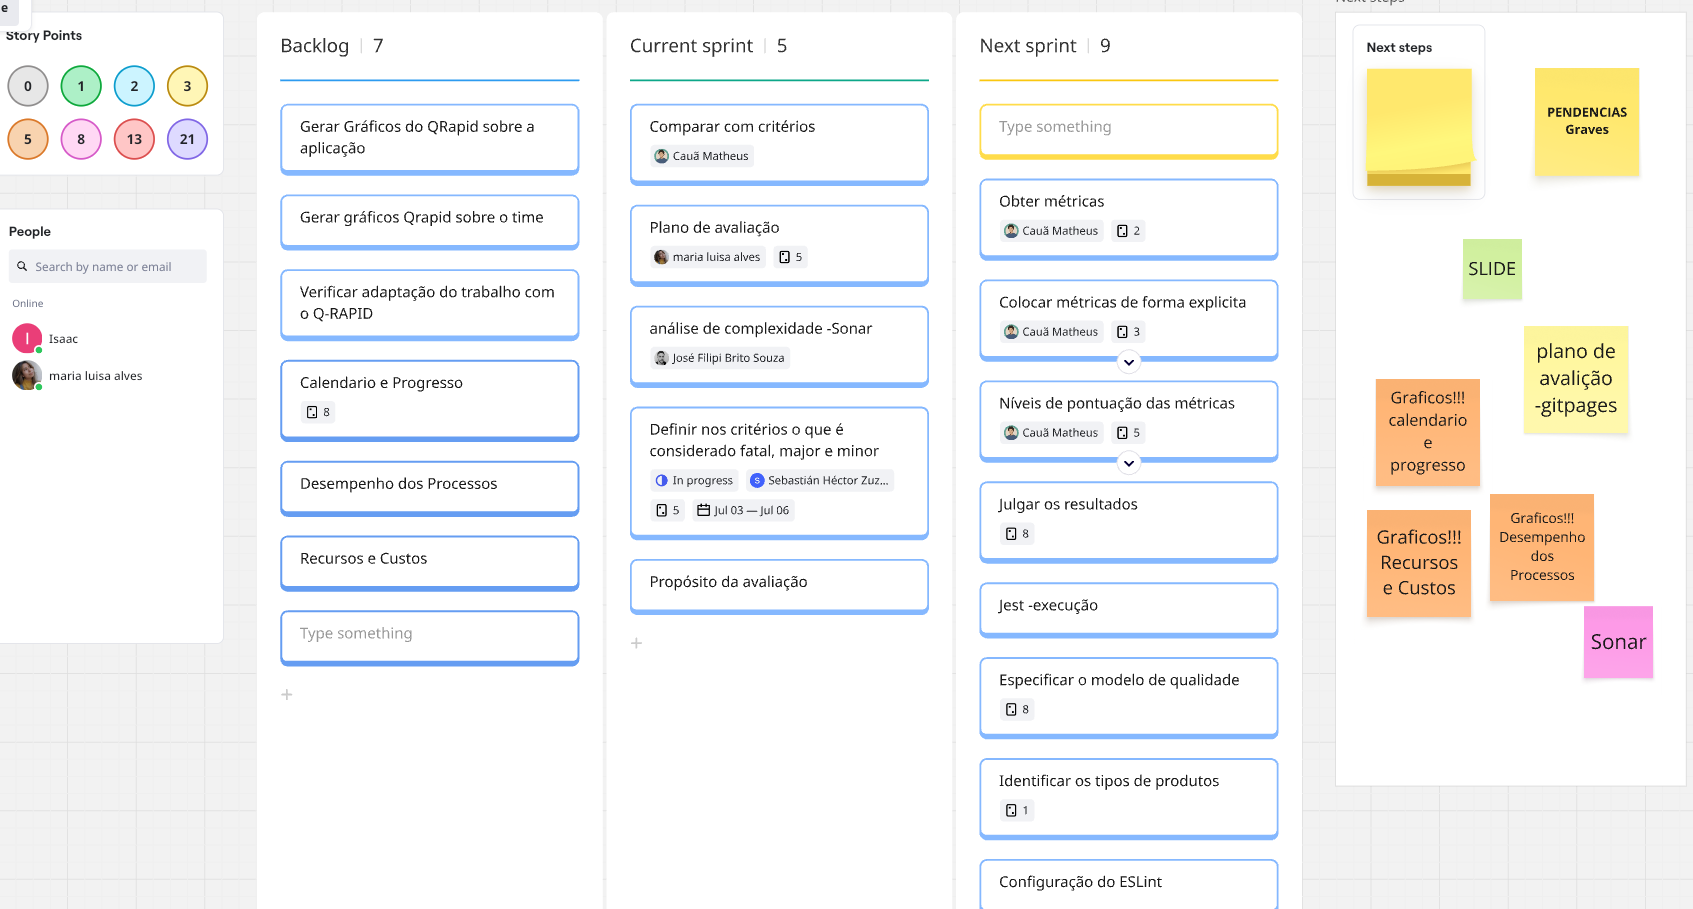 e
Story Points
0
1
2
3
5
8
13
21
People
Search by name or email
Online
I
Isaac
maria luisa alves
Backlog
7
Gerar Gráficos do QRapid sobre a
aplicação
Gerar gráficos Qrapid sobre o time
Verificar adaptação do trabalho com
o Q-RAPID
Calendario e Progresso
8
Desempenho dos Processos
Recursos e Custos
Type something
+
Current sprint
5
Comparar com critérios
Cauã Matheus
Plano de avaliação
maria luisa alves
5
análise de complexidade -Sonar
José Filipi Brito Souza
Definir nos critérios o que é
considerado fatal, major e minor
In progress
S
Sebastián Héctor Zuz...
5
Jul 03 — Jul 06
Propósito da avaliação
+
Next sprint
9
Type something
Obter métricas
Cauã Matheus
2
Colocar métricas de forma explicita
Cauã Matheus
3
Níveis de pontuação das métricas
Cauã Matheus
5
Julgar os resultados
8
Jest -execução
Especificar o modelo de qualidade
8
Identificar os tipos de produtos
1
Configuração do ESLint
Next steps
Next steps
PENDENCIAS
Graves
SLIDE
plano de
avalição
-gitpages
Graficos!!!
calendario
e
progresso
Graficos!!!
Recursos
e Custos
Graficos!!!
Desempenho
dos
Processos
Sonar